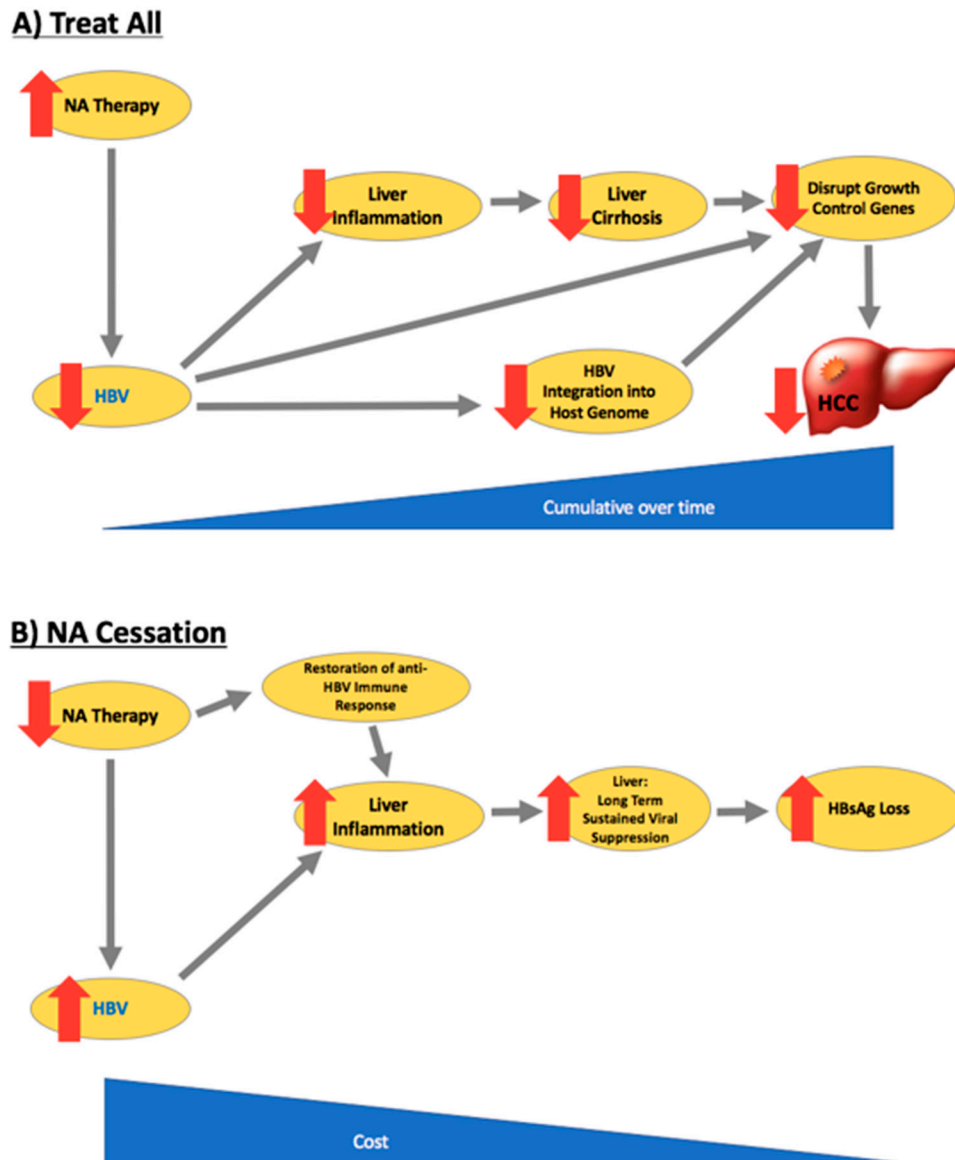 A) Treat All
NA Therapy
Liver
Inflammation
Liver
Cirrhosis
Disrupt Growth
Control Genes
HBV
HBV
Integration into
Host Genome
HCC
Cumulative over time
B) NA Cessation
Restoration of anti-
HBV Immune
Response
NA Therapy
Liver
Inflammation
Liver:
Long Term
Sustained Viral
Suppression
HBsAg Loss
HBV
Cost